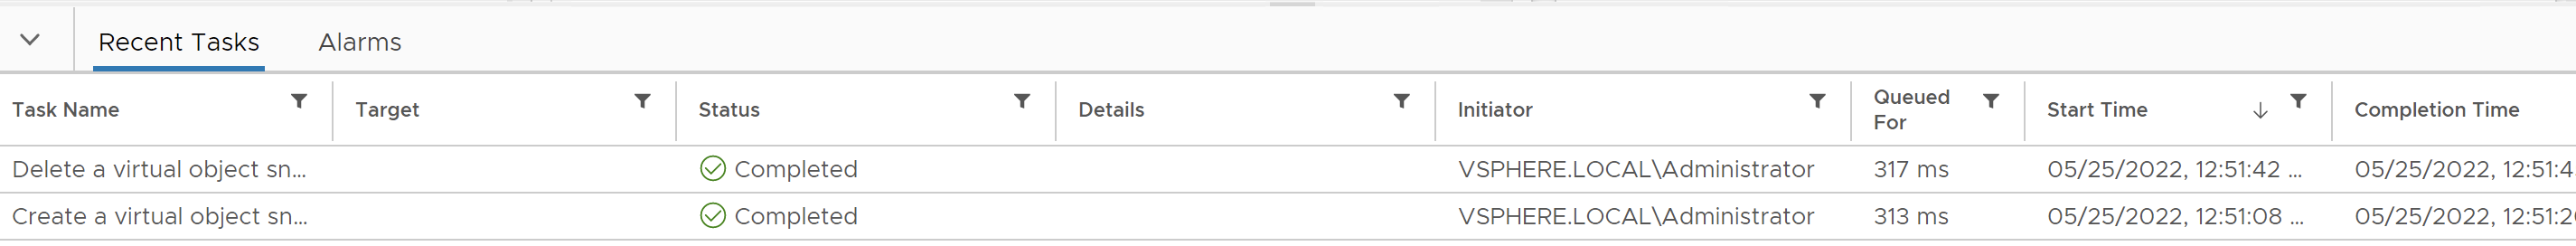 Recent Tasks Alarms
Task Name Target Status Details Initiator Queued For Start Time Completion Time
Delete a virtual object sn... Completed VSPHERE.LOCAL\Administrator 317 ms 05/25/2022, 12:51:42 ... 05/25/2022, 12:51:4
Create a virtual object sn... Completed VSPHERE.LOCAL\Administrator 313 ms 05/25/2022, 12:51:08 ... 05/25/2022, 12:51:2